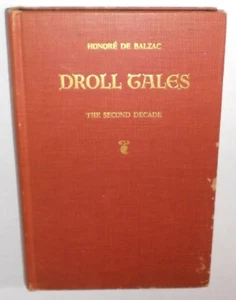 HONORÉ DE BALZAC
DROLL TALES
THE SECOND DECADE